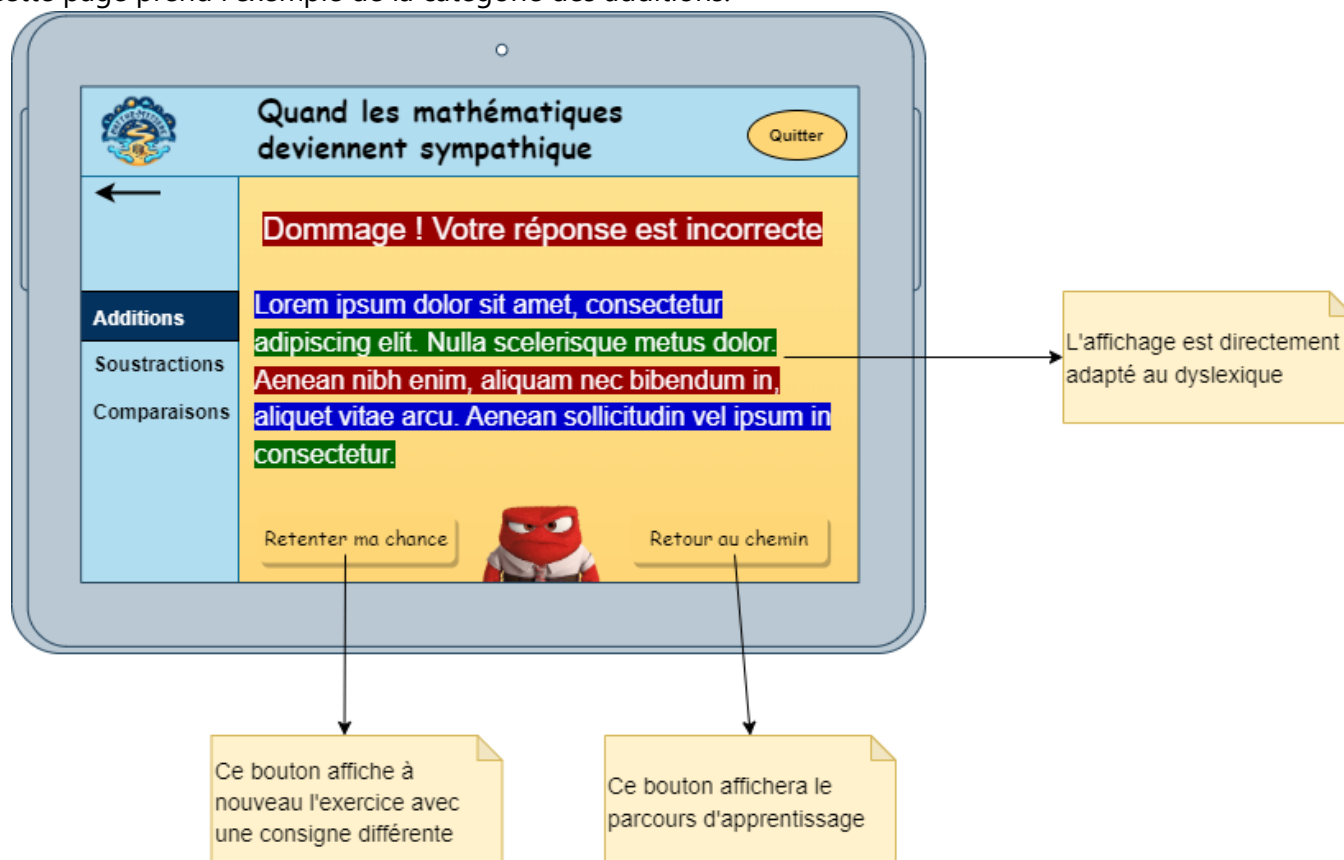 cette page prend l'exemple de la catégorie des additions.
Quand les mathématiques
deviennent sympathique
Quitter
Dommage ! Votre réponse est incorrecte
Additions
Soustractions
Comparaisons
Lorem ipsum dolor sit amet, consectetur
adipiscing elit. Nulla scelerisque metus dolor.
Aenean nibh enim, aliquam nec bibendum in,
aliquet vitae arcu. Aenean sollicitudin vel ipsum in
consectetur.
Retenter ma chance
Retour au chemin
L'affichage est directement
adapté au dyslexique
Ce bouton affiche à
nouveau l'exercice avec
une consigne différente
Ce bouton affichera le
parcours d'apprentissage